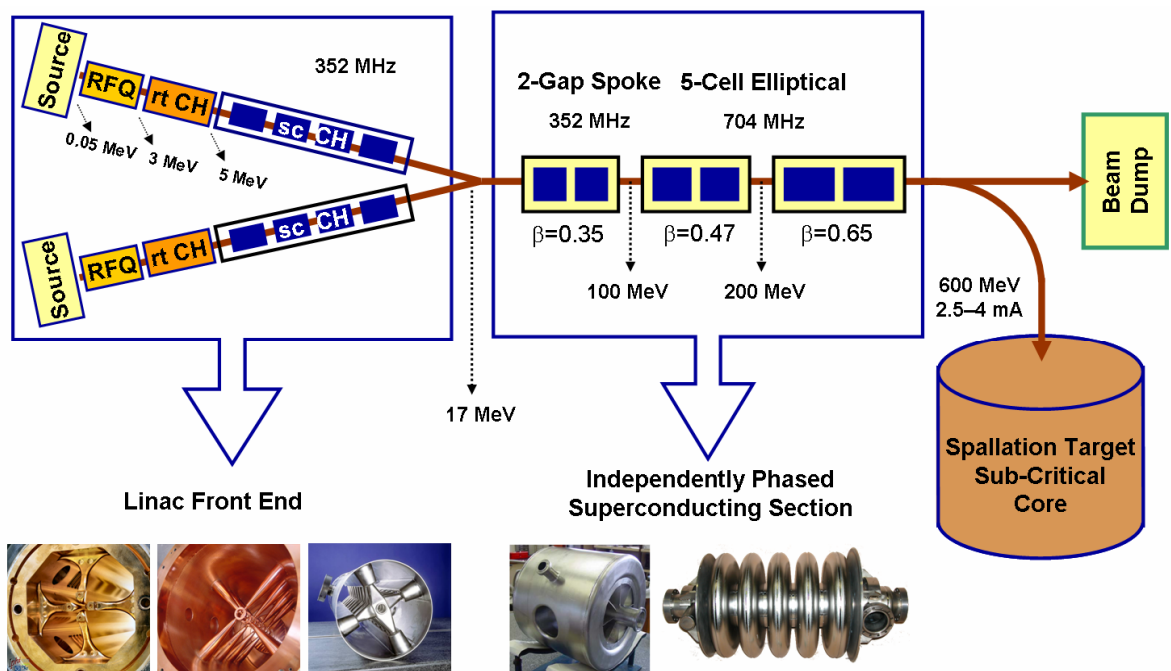 Source
RFQ
rt CH
sc CH
352 MHz
0.05 MeV
3 MeV
5 MeV
Source
RFQ
rt CH
sc CH
17 MeV
2-Gap Spoke
5-Cell Elliptical
352 MHz
704 MHz
β=0.35
β=0.47
β=0.65
100 MeV
200 MeV
Beam
Dump
600 MeV
2.5–4 mA
Spallation Target
Sub-Critical
Core
Linac Front End
Independently Phased
Superconducting Section